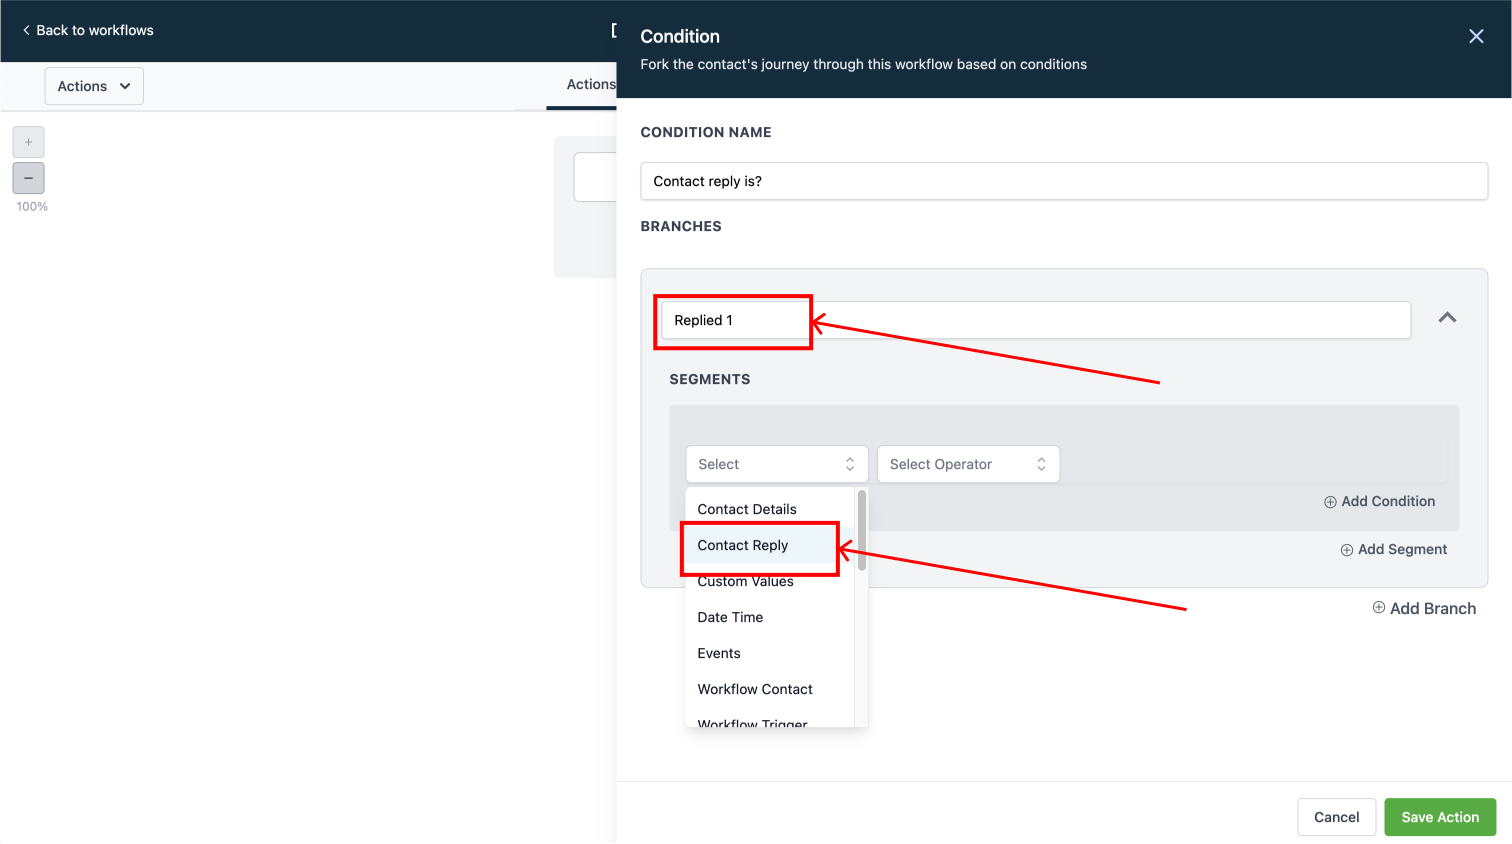 Back to workflows
Condition
Fork the contact's journey through this workflow based on conditions
Actions
Actions
+
−
100%
CONDITION NAME
Contact reply is?
BRANCHES
Replied 1
SEGMENTS
Select
Select Operator
Add Condition
Contact Details
Contact Reply
Custom Values
Date Time
Events
Workflow Contact
Workflow Trigger
Add Segment
Add Branch
Cancel
Save Action